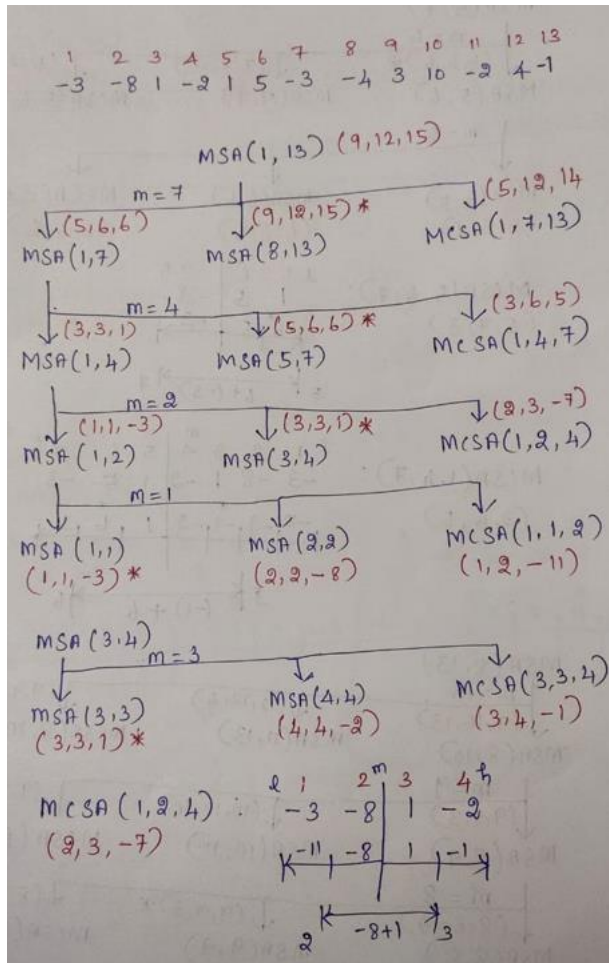 1 2 3 4 5 6 7 8 9 10 11 12 13
-3 -8 1 -2 1 5 -3 -4 3 10 -2 4 -1
MSA(1,13) (9,12,15)
m=7
(5,6,6) (9,12,15)* (5,12,14
MSA(1,7) MSA(8,13) MCSA(1,7,13)
m=4
(3,3,1) (5,6,6)* (3,6,5)
MSA(1,4) MSA(5,7) MCSA(1,4,7)
m=2
(1,1,-3) (3,3,1)* (2,3,-7)
MSA(1,2) MSA(3,4) MCSA(1,2,4)
m=1
MSA(1,1) MSA(2,2) MCSA(1,1,2)
(1,1,-3)* (2,2,-8) (1,2,-11)
MSA(3,4)
m=3
MSA(3,3) MSA(4,4) MCSA(3,3,4)
(3,3,1)* (4,4,-2) (3,4,-1)
l 1 2 m 3 4 h
MCSA(1,2,4) : -3 -8 1 -2
(2,3,-7) -11 -8 1 -1
2 -8+1 3